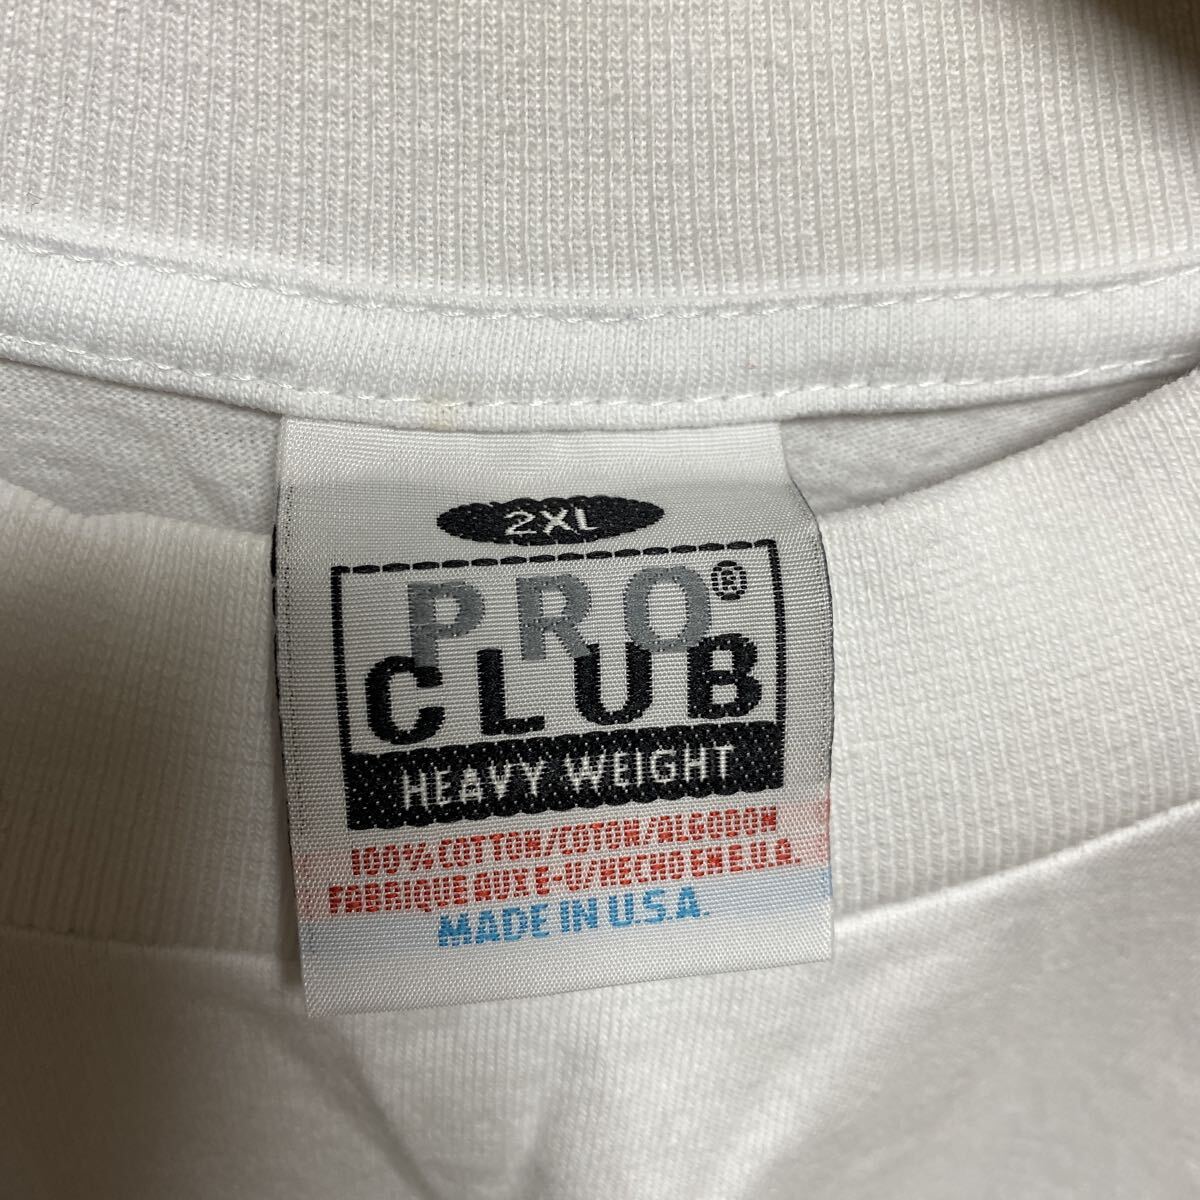 2XL
PRO®
CLUB
HEAVY WEIGHT
100% COTTON/COTON/ALGODON
FABRIQUE AUX E-U/HECHO EN E.U.A.
MADE IN U.S.A.